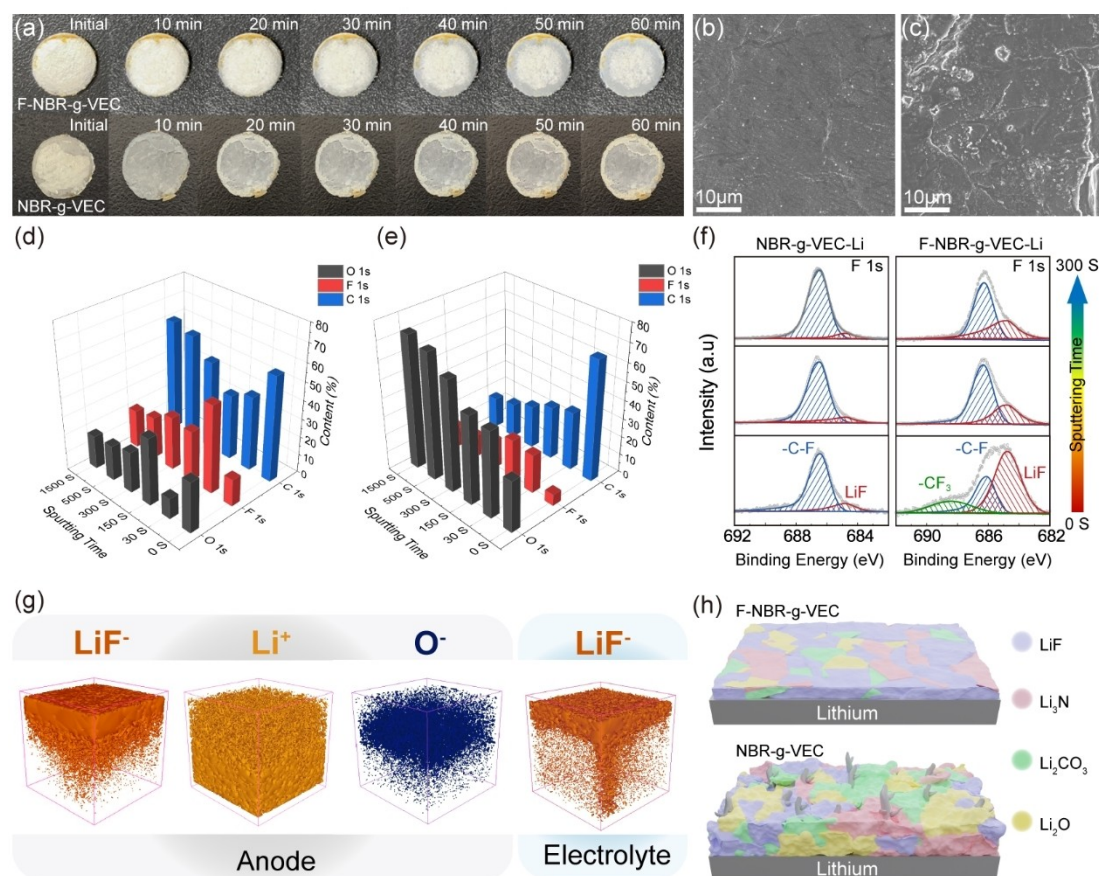 (a)
Initial 10 min 20 min 30 min 40 min 50 min 60 min
F-NBR-g-VEC
Initial 10 min 20 min 30 min 40 min 50 min 60 min
NBR-g-VEC
(b)
10μm
(c)
10μm
(d)
O 1s
F 1s
C 1s
80
70
60
50
40
30
20
10
0
Content (%)
1500 S
500 S
300 S
150 S
30 S
0 S
Spurtting Time
O 1s
F 1s
C 1s
(e)
O 1s
F 1s
C 1s
80
70
60
50
40
30
20
10
0
Content (%)
1500 S
500 S
300 S
150 S
30 S
0 S
Spurtting Time
O 1s
F 1s
C 1s
(f)
NBR-g-VEC-Li F-NBR-g-VEC-Li
F 1s F 1s
300 S
Sputtering Time
0 S
Intensity (a.u)
-C-F
LiF
-CF3
-C-F
LiF
692 688 684 690 686 682
Binding Energy (eV) Binding Energy (eV)
(g)
LiF- Li+ O- LiF-
Anode Electrolyte
(h)
F-NBR-g-VEC
Lithium
NBR-g-VEC
Lithium
LiF
Li3N
Li2CO3
Li2O